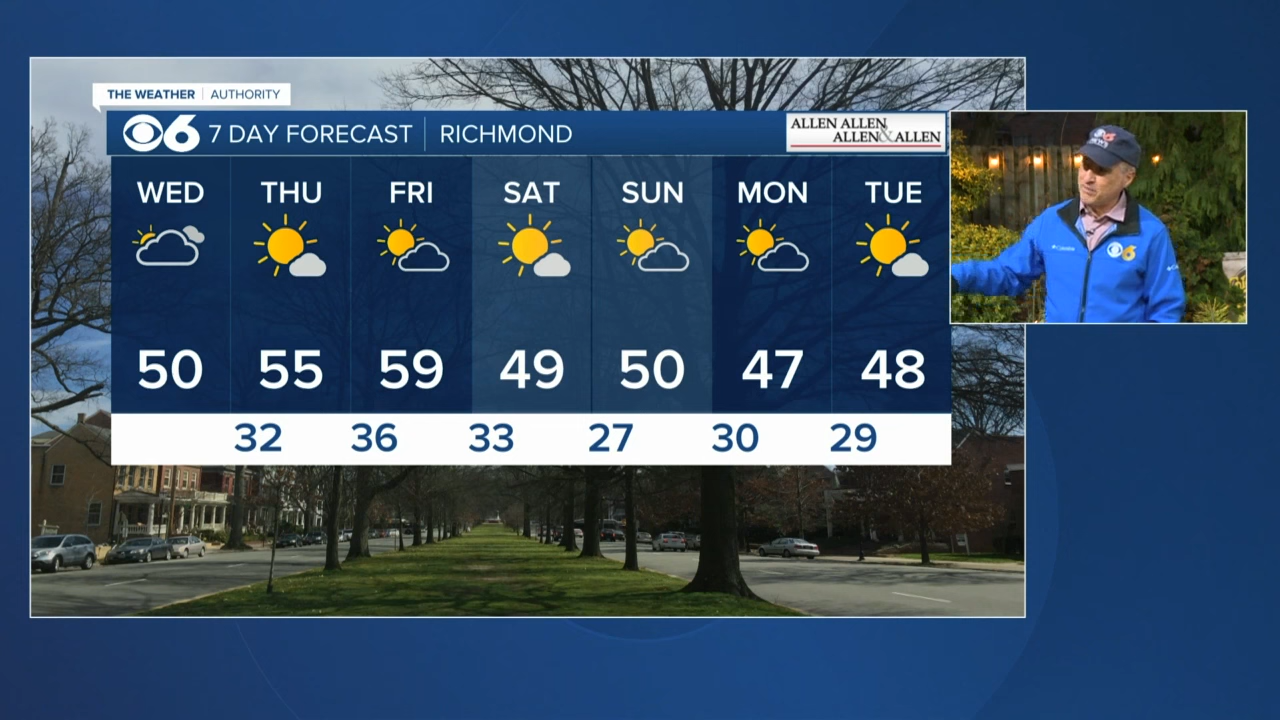 THE WEATHER AUTHORITY
6 7 DAY FORECAST RICHMOND
ALLEN ALLEN
ALLEN & ALLEN
WED THU FRI SAT SUN MON TUE
50 55 59 49 50 47 48
32 36 33 27 30 29
6